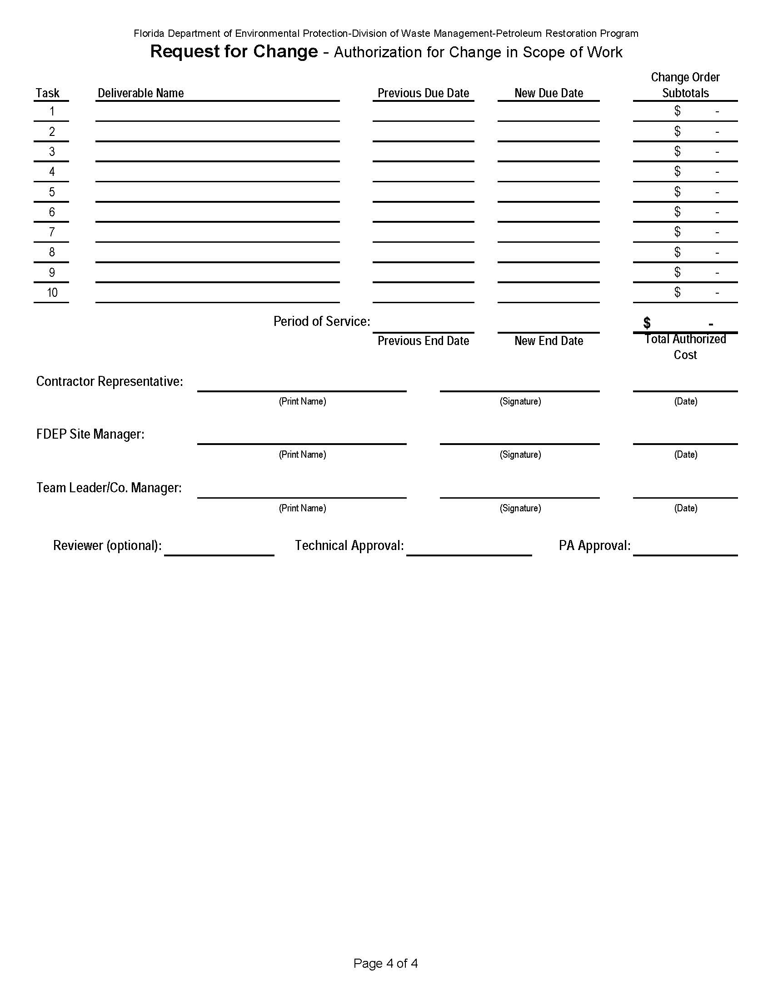 Florida Department of Environmental Protection-Division of Waste Management-Petroleum Restoration Program
Request for Change - Authorization for Change in Scope of Work
Change Order
Task Deliverable Name Previous Due Date New Due Date Subtotals
1 $ -
2 $ -
3 $ -
4 $ -
5 $ -
6 $ -
7 $ -
8 $ -
9 $ -
10 $ -
Period of Service: $ -
Previous End Date New End Date Total Authorized
Cost
Contractor Representative:
(Print Name) (Signature) (Date)
FDEP Site Manager:
(Print Name) (Signature) (Date)
Team Leader/Co. Manager:
(Print Name) (Signature) (Date)
Reviewer (optional): Technical Approval: PA Approval:
Page 4 of 4